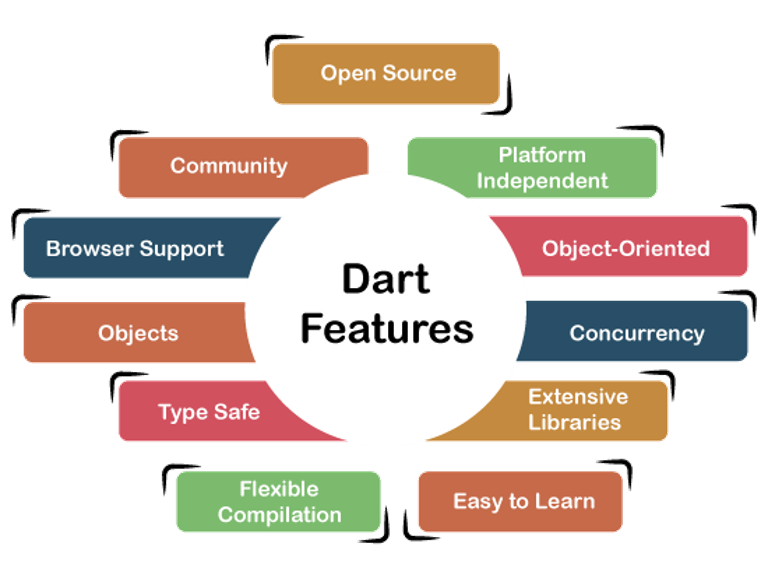 Open Source
Community
Platform
Independent
Browser Support
Object-Oriented
Dart
Features
Objects
Concurrency
Type Safe
Extensive
Libraries
Flexible
Compilation
Easy to Learn